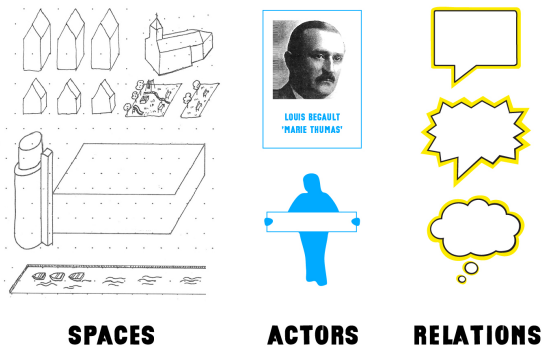 LOUIS BEGAULT
'MARIE THUMAS'
SPACES
ACTORS
RELATIONS